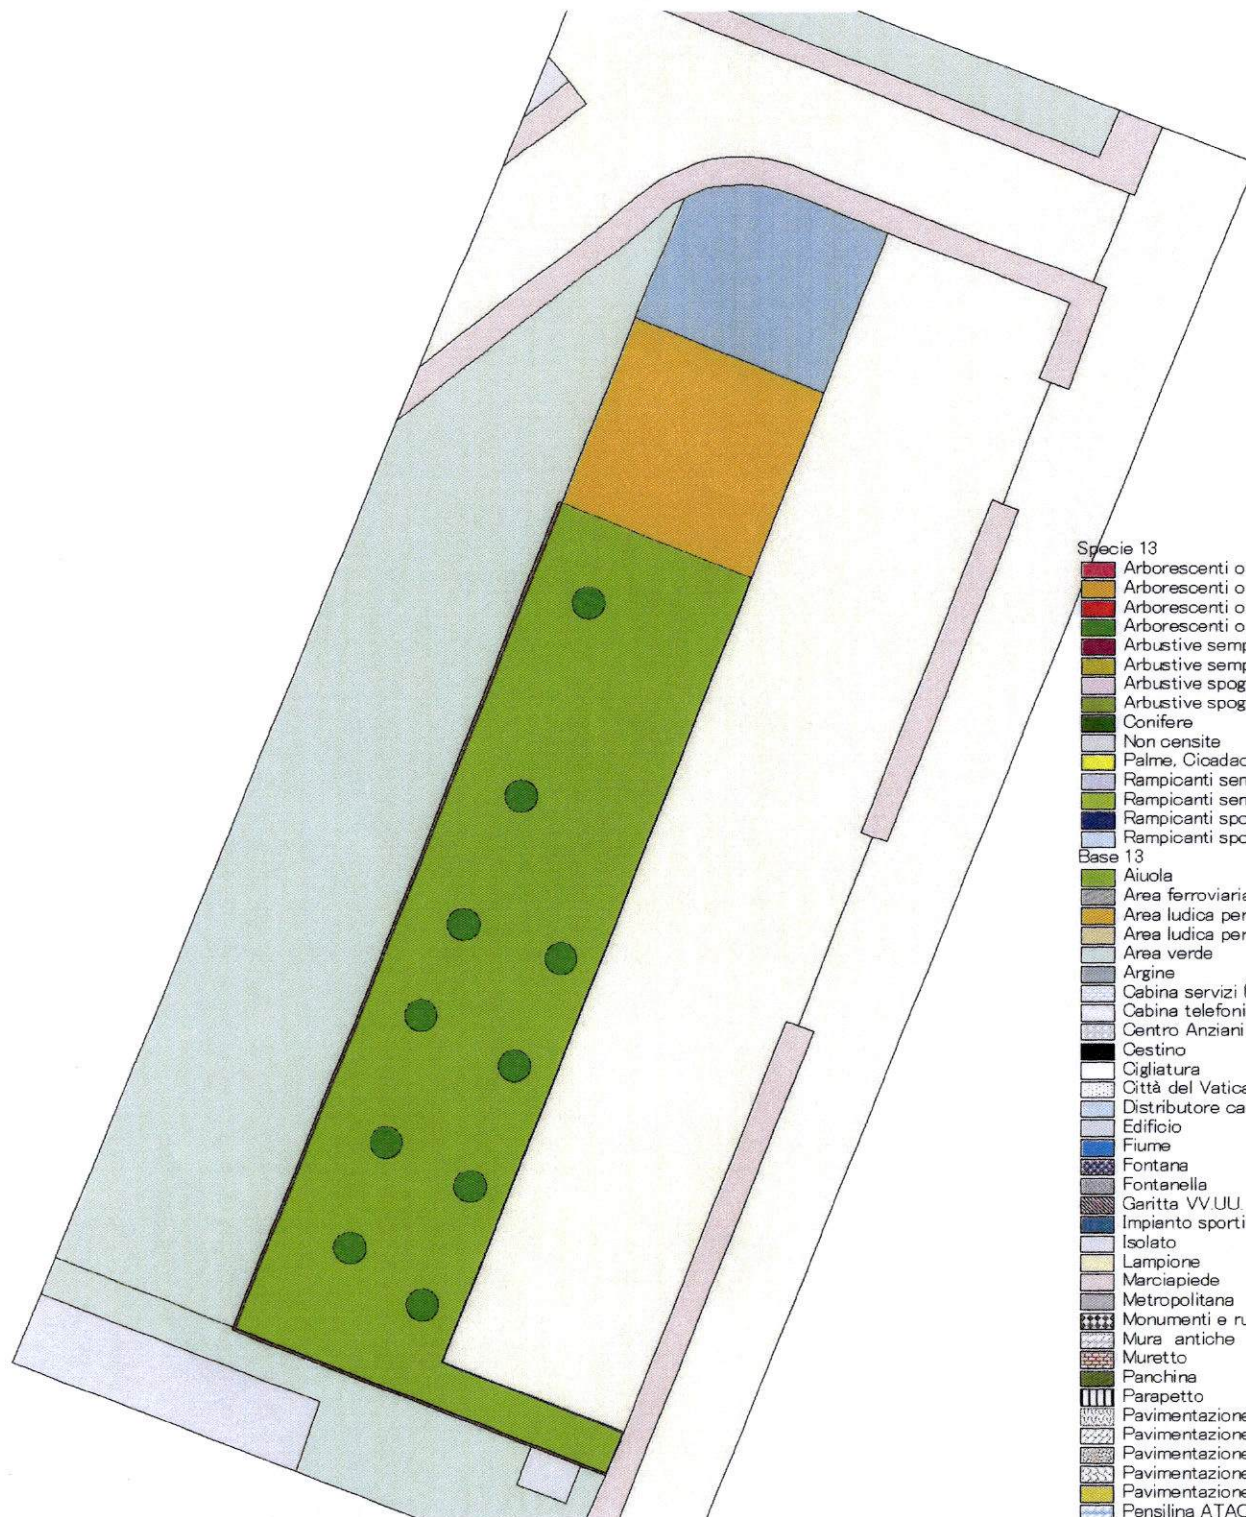 Specie 13
Arborescenti o
Arborescenti o
Arborescenti o
Arborescenti o
Arbustive semp
Arbustive semp
Arbustive spog
Arbustive spog
Conifere
Non censite
Palme, Cicadac
Rampicanti sem
Rampicanti sem
Rampicanti spo
Rampicanti spo
Base 13
Aiuola
Area ferroviaria
Area ludica per
Area ludica per
Area verde
Argine
Cabina servizi
Cabina telefoni
Centro Anziani
Cestino
Cigliatura
Città del Vatica
Distributore ca
Edificio
Fiume
Fontana
Fontanella
Garitta VV.UU.
Impianto sporti
Isolato
Lampione
Marciapiede
Metropolitana
Monumenti e ru
Mura antiche
Muretto
Panchina
Parapetto
Pavimentazione
Pavimentazione
Pavimentazione
Pavimentazione
Pavimentazione
Pensilina ATAC